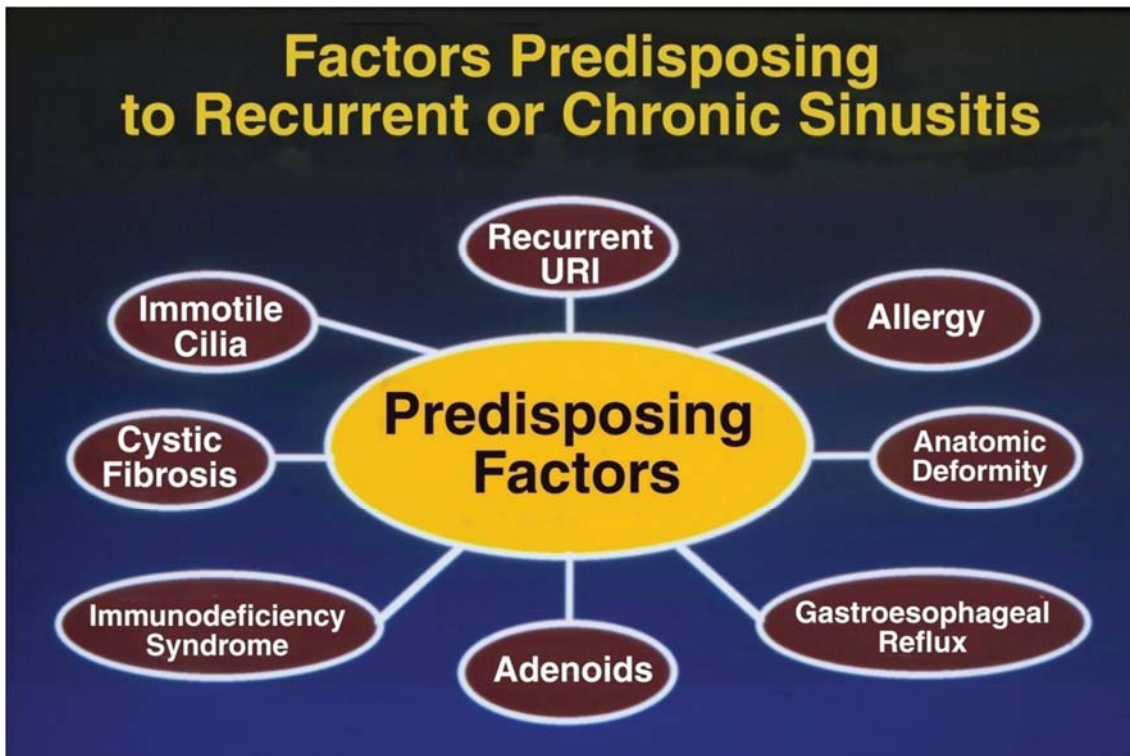 Factors Predisposing
to Recurrent or Chronic Sinusitis
Recurrent
URI
Immotile
Cilia
Allergy
Predisposing
Factors
Cystic
Fibrosis
Anatomic
Deformity
Immunodeficiency
Syndrome
Adenoids
Gastroesophageal
Reflux